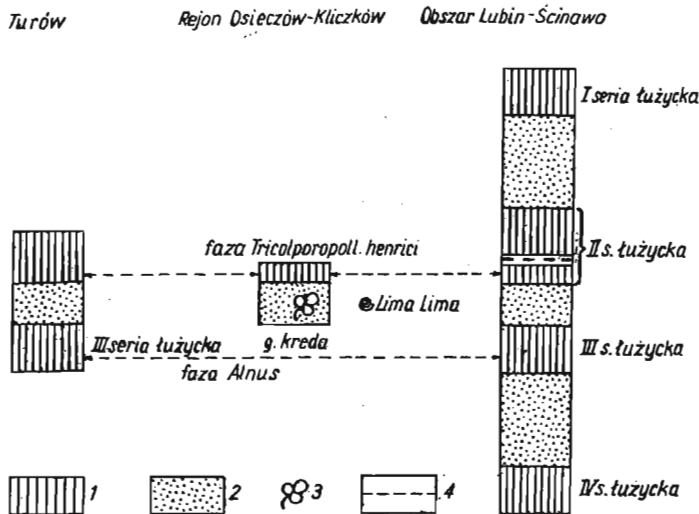 Turów
Rejon Osieczów-Kliczków
Obszar Lubin-Ścinawa
I seria łużycka
faza Tricolporopoll. henrici
II s. łużycka
Lima Lima
III seria łużycka
g. kreda
III s. łużycka
faza Alnus
1
2
3
4
IV s. łużycka